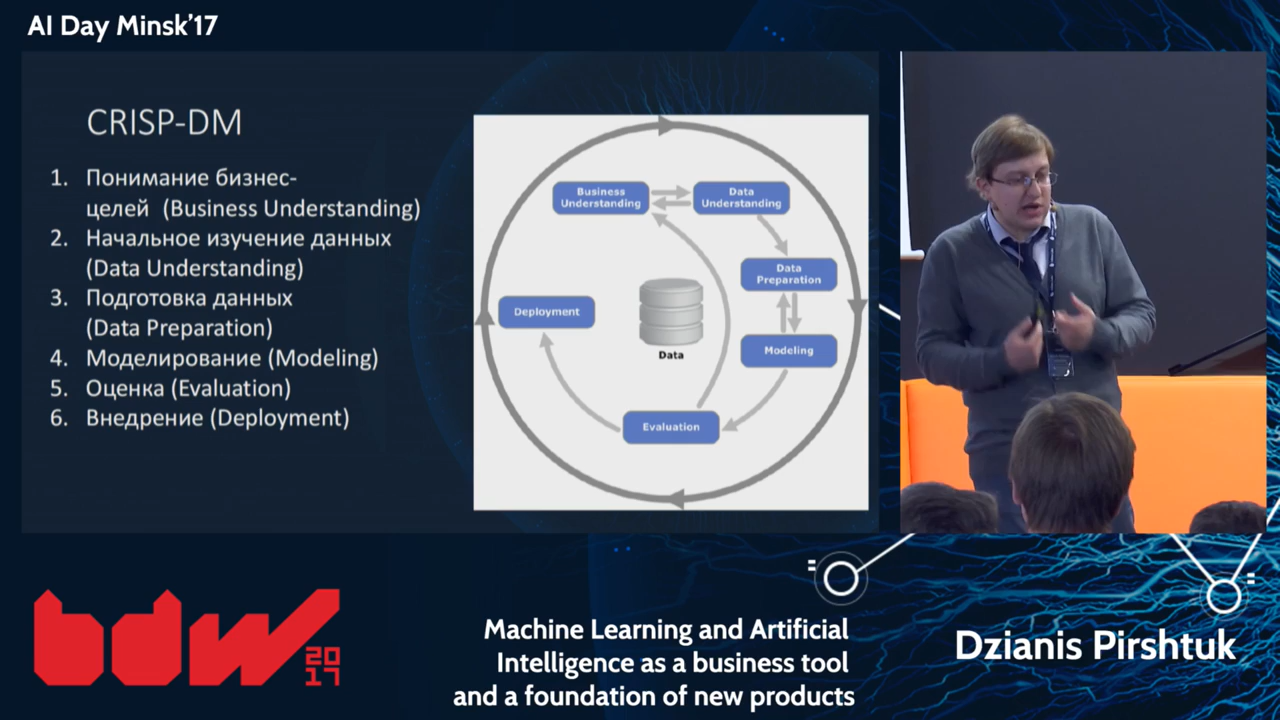 AI Day Minsk’17
CRISP-DM
1. Понимание бизнес-
целей (Business Understanding)
2. Начальное изучение данных
(Data Understanding)
3. Подготовка данных
(Data Preparation)
4. Моделирование (Modeling)
5. Оценка (Evaluation)
6. Внедрение (Deployment)
Business
Understanding
Data
Understanding
Data
Preparation
Modeling
Evaluation
Deployment
Data
bdw
20
17
Machine Learning and Artificial
Intelligence as a business tool
and a foundation of new products
Dzianis Pirshtuk